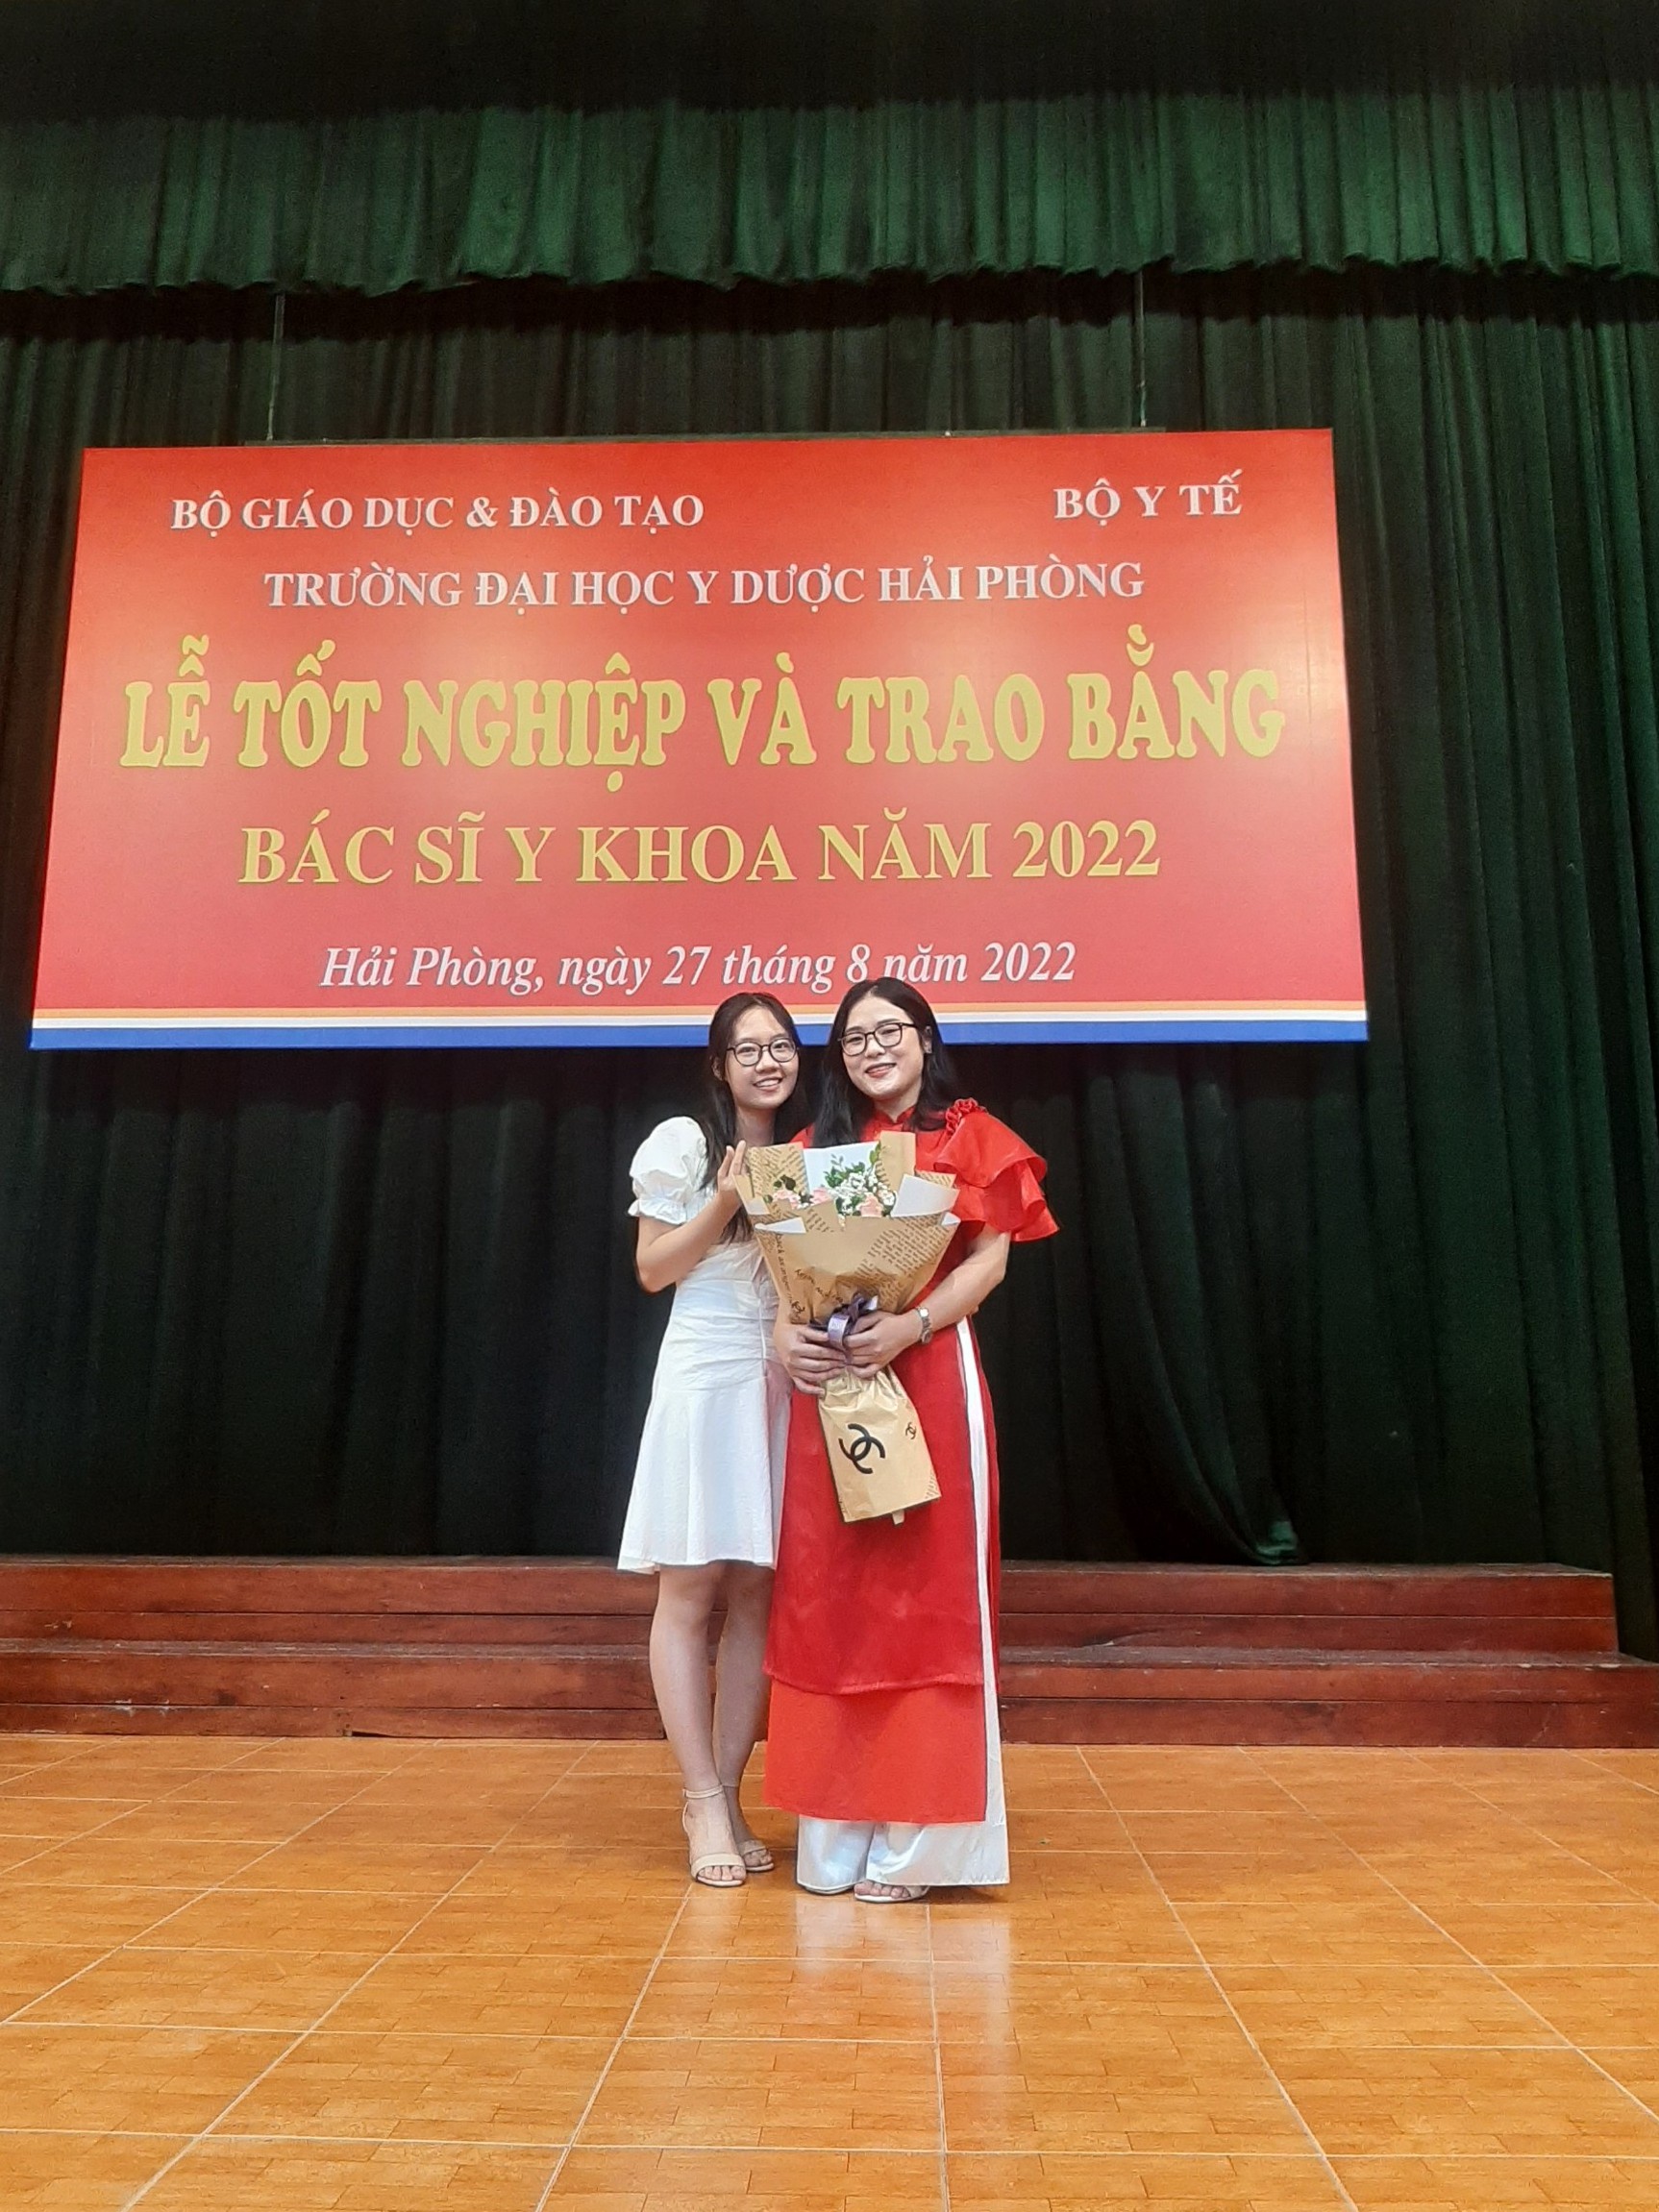 BỘ GIÁO DỤC & ĐÀO TẠO BỘ Y TẾ
TRƯỜNG ĐẠI HỌC Y DƯỢC HẢI PHÒNG
LỄ TỐT NGHIỆP VÀ TRAO BẰNG
BÁC SĨ Y KHOA NĂM 2022
Hải Phòng, ngày 27 tháng 8 năm 2022